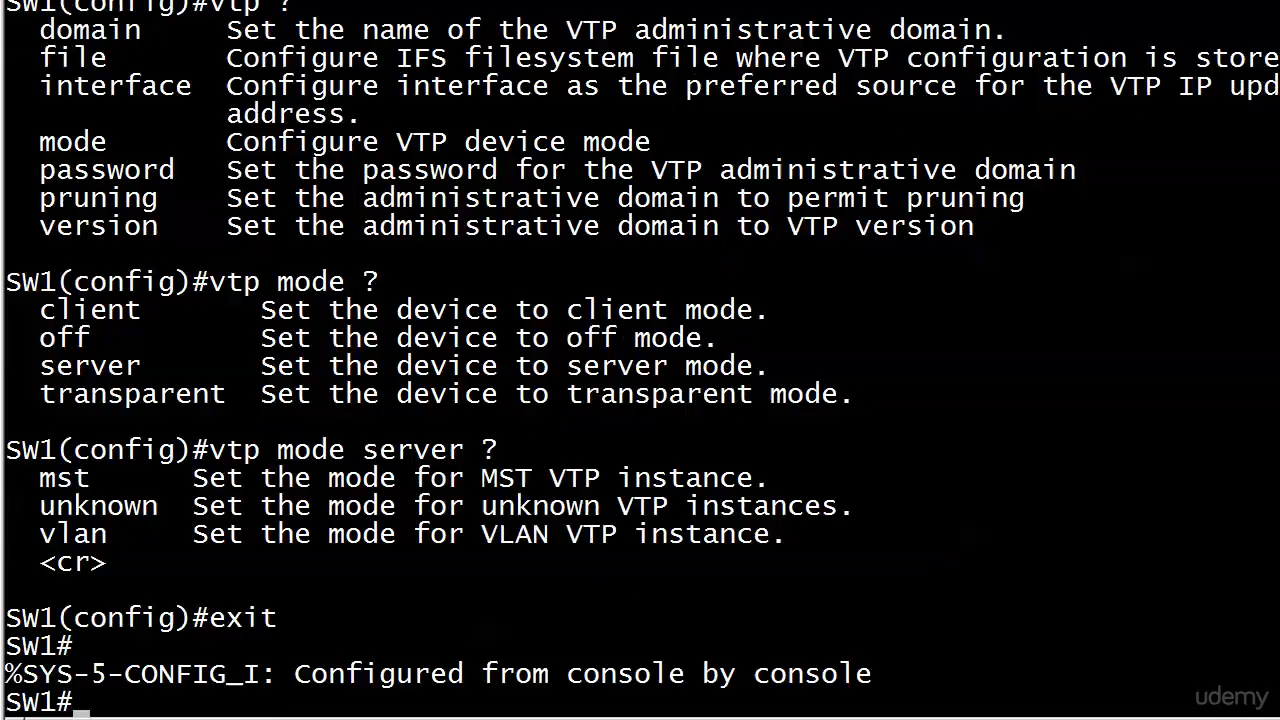 SW1(config)#vtp ?
domain Set the name of the VTP administrative domain.
file Configure IFS filesystem file where VTP configuration is store
interface Configure interface as the preferred source for the VTP IP upd
address.
mode Configure VTP device mode
password Set the password for the VTP administrative domain
pruning Set the administrative domain to permit pruning
version Set the administrative domain to VTP version
SW1(config)#vtp mode ?
client Set the device to client mode.
off Set the device to off mode.
server Set the device to server mode.
transparent Set the device to transparent mode.
SW1(config)#vtp mode server ?
mst Set the mode for MST VTP instance.
unknown Set the mode for unknown VTP instances.
vlan Set the mode for VLAN VTP instance.
<cr>
SW1(config)#exit
SW1#
%SYS-5-CONFIG_I: Configured from console by console
SW1#_
udemy